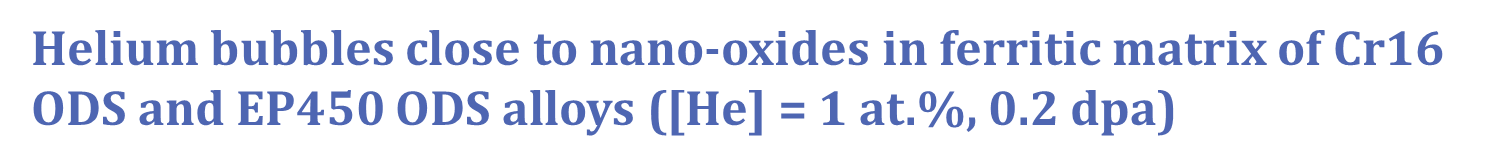 Helium bubbles close to nano-oxides in ferritic matrix of Cr16
ODS and EP450 ODS alloys ([He] = 1 at.%, 0.2 dpa)